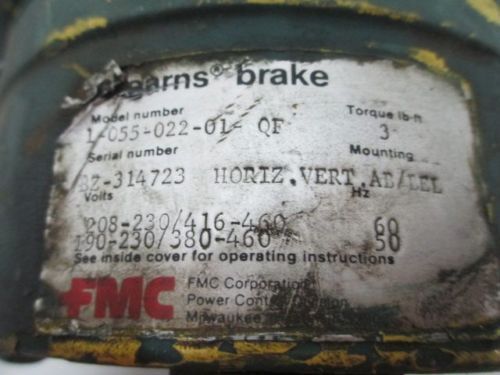 stearns® brake
Model number Torque lb-ft
1-055-022-01- QF 3
Serial number Mounting
BZ-314723 HORIZ.VERT.AB/BEL
Volts Hz
208-230/416-460 60
190-230/380-460 50
See inside cover for operating instructions
FMC FMC Corporation
Power Control Division
Milwaukee